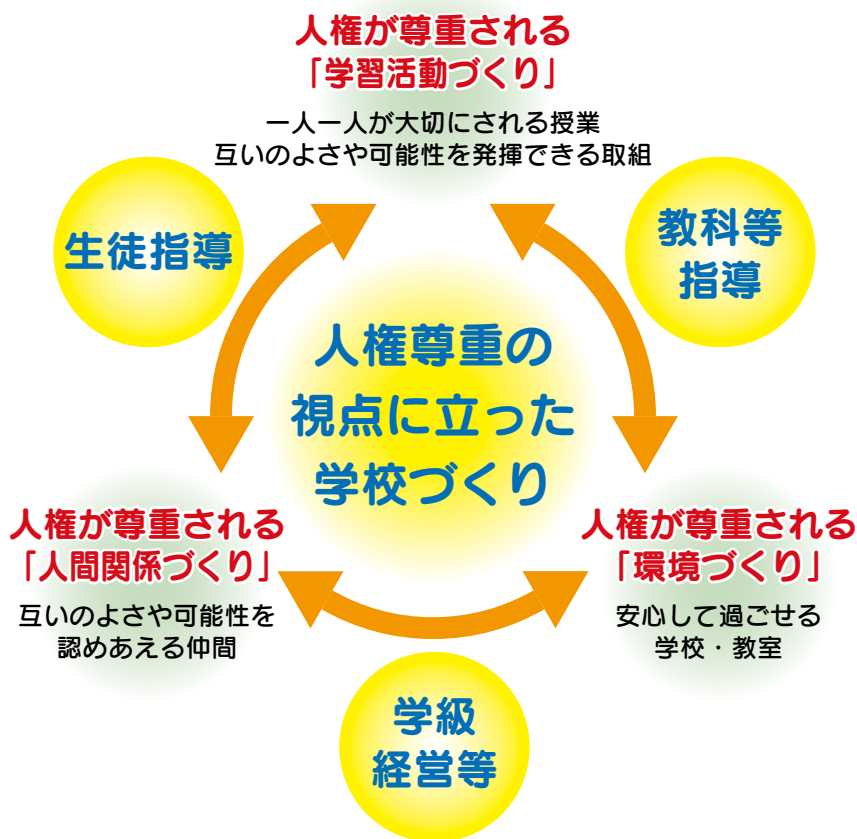 人権が尊重される
「学習活動づくり」
一人一人が大切にされる授業
互いのよさや可能性を発揮できる取組
生徒指導
教科等
指導
人権尊重の
視点に立った
学校づくり
人権が尊重される
「人間関係づくり」
互いのよさや可能性を
認めあえる仲間
人権が尊重される
「環境づくり」
安心して過ごせる
学校・教室
学級
経営等